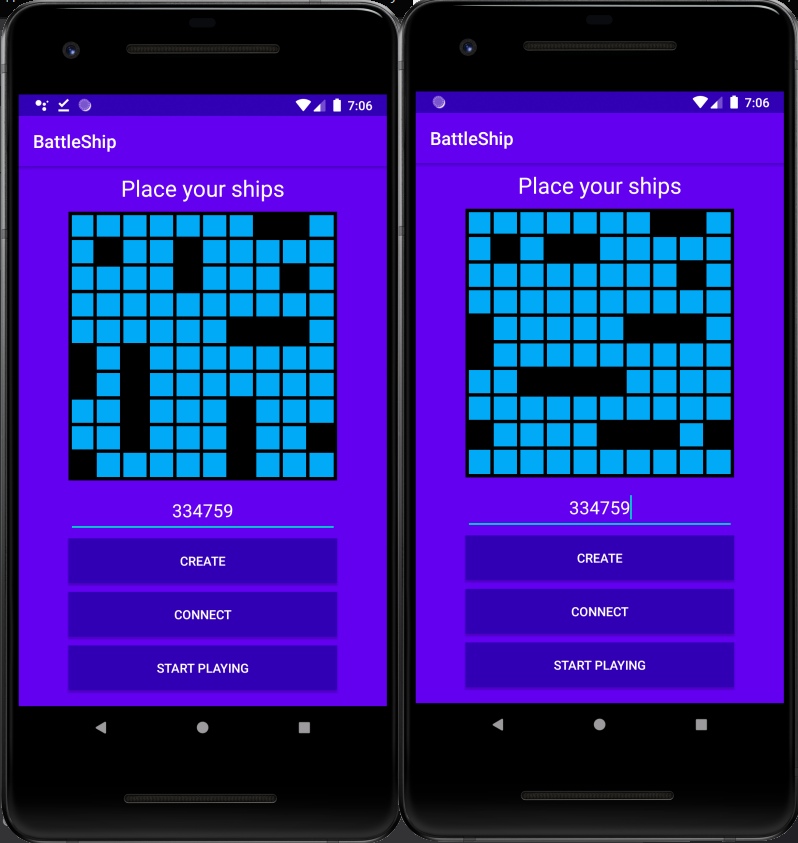 7:06
BattleShip
Place your ships
334759
CREATE
CONNECT
START PLAYING
7:06
BattleShip
Place your ships
334759
CREATE
CONNECT
START PLAYING